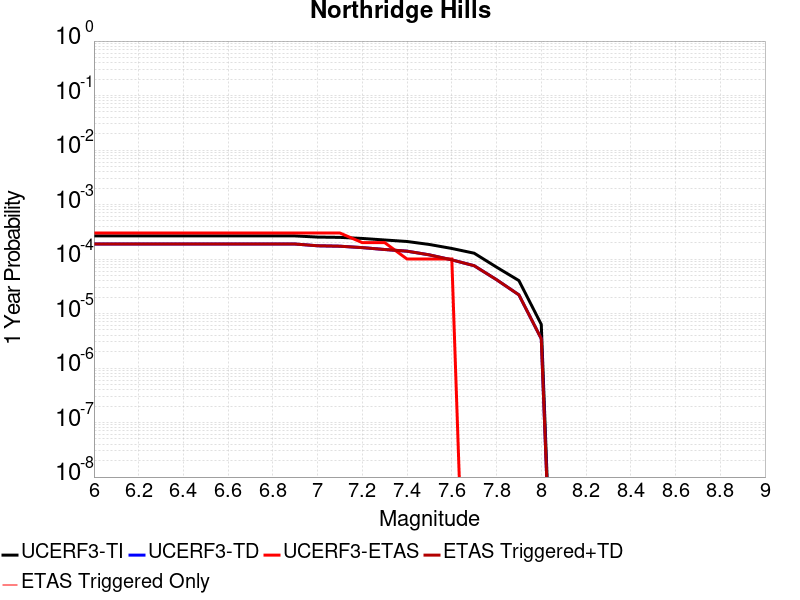 Northridge Hills
10^0
10^-1
10^-2
10^-3
10^-4
10^-5
10^-6
10^-7
10^-8
1 Year Probability
6 6.2 6.4 6.6 6.8 7 7.2 7.4 7.6 7.8 8 8.2 8.4 8.6 8.8 9
Magnitude
UCERF3-TI UCERF3-TD UCERF3-ETAS ETAS Triggered+TD
ETAS Triggered Only